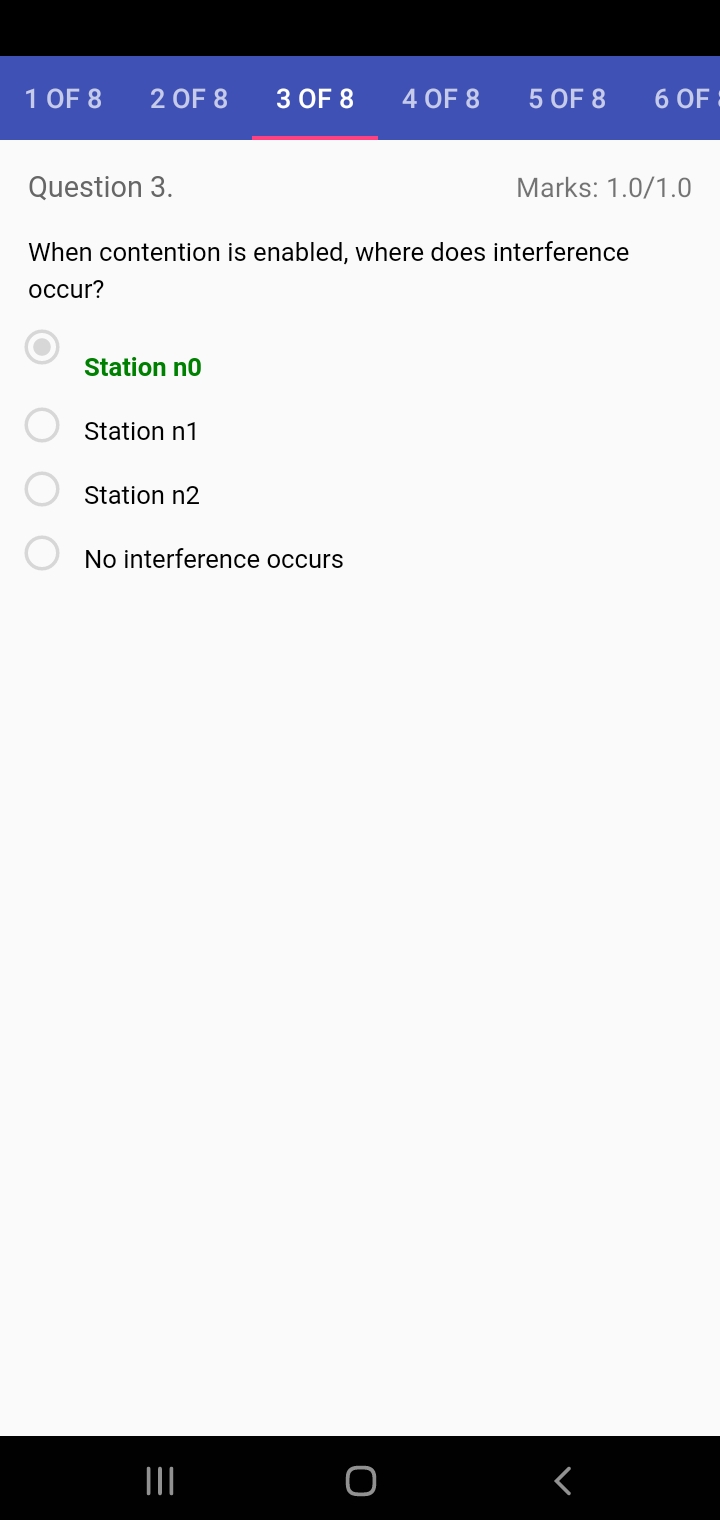 1 OF 8 2 OF 8 3 OF 8 4 OF 8 5 OF 8 6 OF
Question 3. Marks: 1.0/1.0
When contention is enabled, where does interference
occur?
Station n0
Station n1
Station n2
No interference occurs